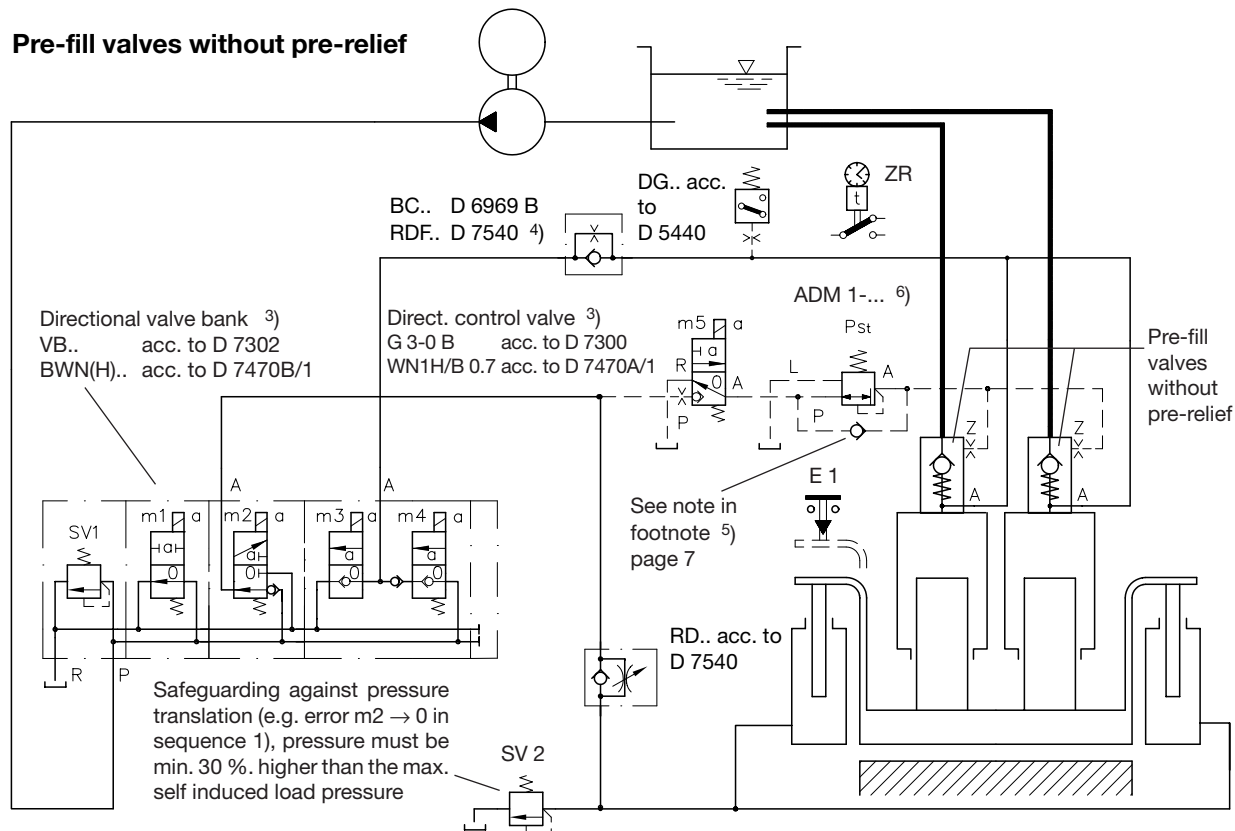 Pre-fill valves without pre-relief
BC.. D 6969 B
RDF.. D 7540 4)
DG.. acc.
to
D 5440
ZR
t
Directional valve bank 3)
VB.. acc. to D 7302
BWN(H).. acc. to D 7470B/1
Direct. control valve 3)
G 3-0 B acc. to D 7300
WN1H/B 0.7 acc. to D 7470A/1
m5 a
a
R
0
A
P
ADM 1-... 6)
PSt
L
A
P
Pre-fill
valves
without
pre-relief
Z
Z
A
A
See note in
footnote 5)
page 7
E 1
A
A
SV1
m1 a
a
0
m2 a
a
0
m3 a
a
0
m4 a
a
0
R
P
RD.. acc. to
D 7540
Safeguarding against pressure
translation (e.g. error m2 → 0 in
sequence 1), pressure must be
min. 30 %. higher than the max.
self induced load pressure
SV 2